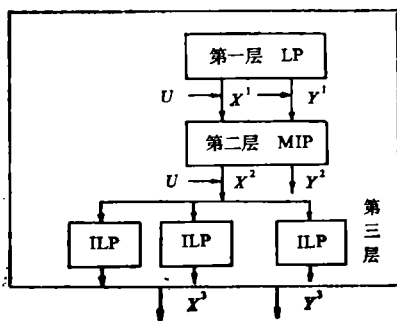 第一层 LP
U X¹ Y¹
第二层 MIP
U X² Y²
ILP ILP ILP
第三层
X³ Y³